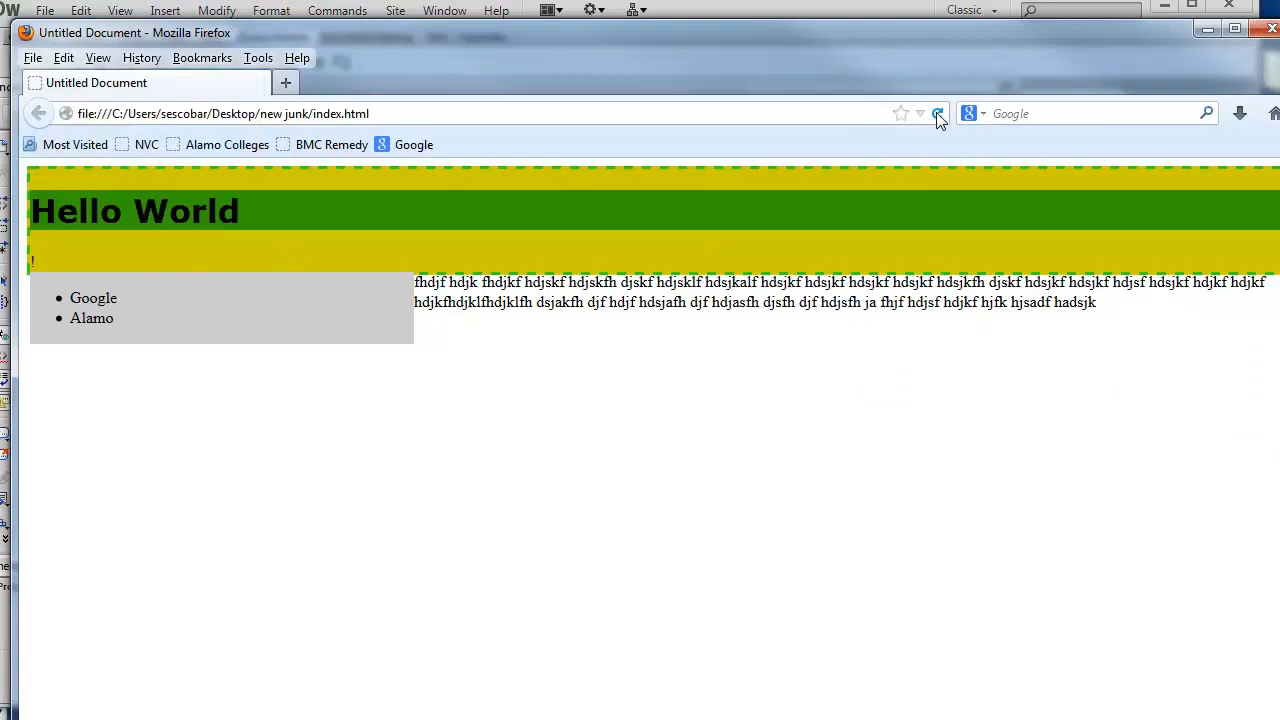 File Edit View Insert Modify Format Commands Site Window Help Classic
Untitled Document - Mozilla Firefox
File Edit View History Bookmarks Tools Help
Untitled Document
file:///C:/Users/sescobar/Desktop/new junk/index.html Google
Most Visited NVC Alamo Colleges BMC Remedy Google
Hello World
!
fhdjf hdjk fhdjkf hdjskf hdjskfh djskf hdjsklf hdsjkalf hdsjkf hdsjkf hdsjkf hdsjkf hdsjkfh djskf hdsjkf hdsjkf hdjsf hdsjkf hdjkf hdjkf
hdjkfhdjklfhdjklfh dsjakfh djf hdjf hdsjafh djf hdjasfh djsfh djf hdjsfh ja fhjf hdjsf hdjkf hjfk hjsadf hadsjk
Google
Alamo